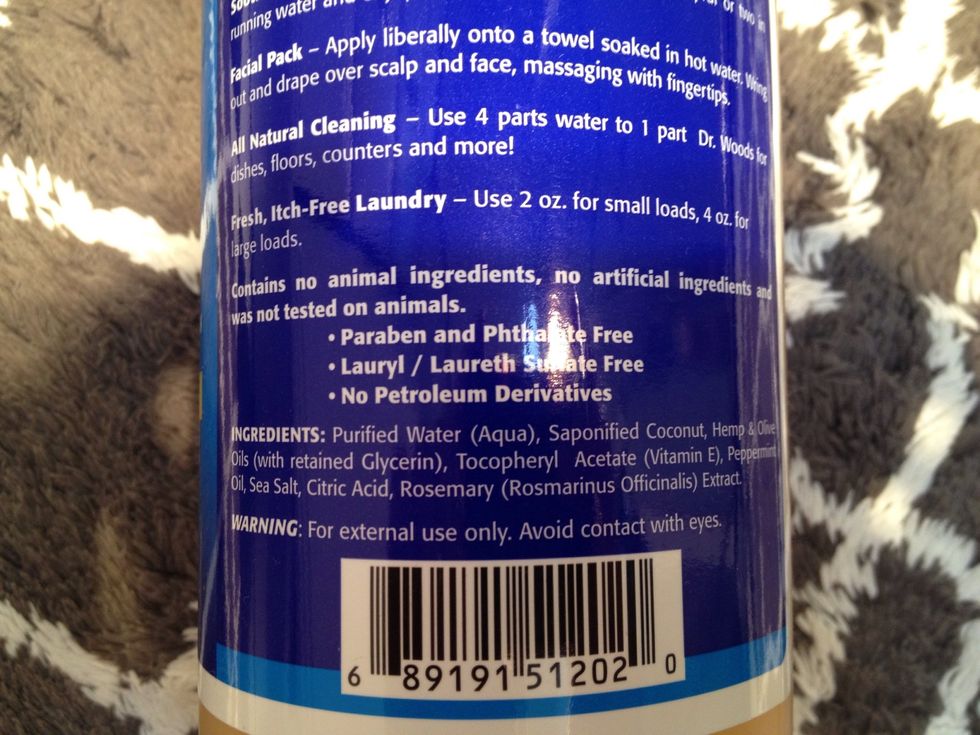 running water and
or two in
Facial Pack – Apply liberally onto a towel soaked in hot water. Wring
out and drape over scalp and face, massaging with fingertips.
All Natural Cleaning – Use 4 parts water to 1 part Dr. Woods for
dishes, floors, counters and more!
Fresh, Itch-Free Laundry – Use 2 oz. for small loads, 4 oz. for
large loads.
Contains no animal ingredients, no artificial ingredients and
was not tested on animals.
• Paraben and Phthalate Free
• Lauryl / Laureth Sulfate Free
• No Petroleum Derivatives
INGREDIENTS: Purified Water (Aqua), Saponified Coconut, Hemp & Olive
Oils (with retained Glycerin), Tocopheryl Acetate (Vitamin E), Peppermint
Oil, Sea Salt, Citric Acid, Rosemary (Rosmarinus Officinalis) Extract.
WARNING: For external use only. Avoid contact with eyes.
6 89191 51202 0